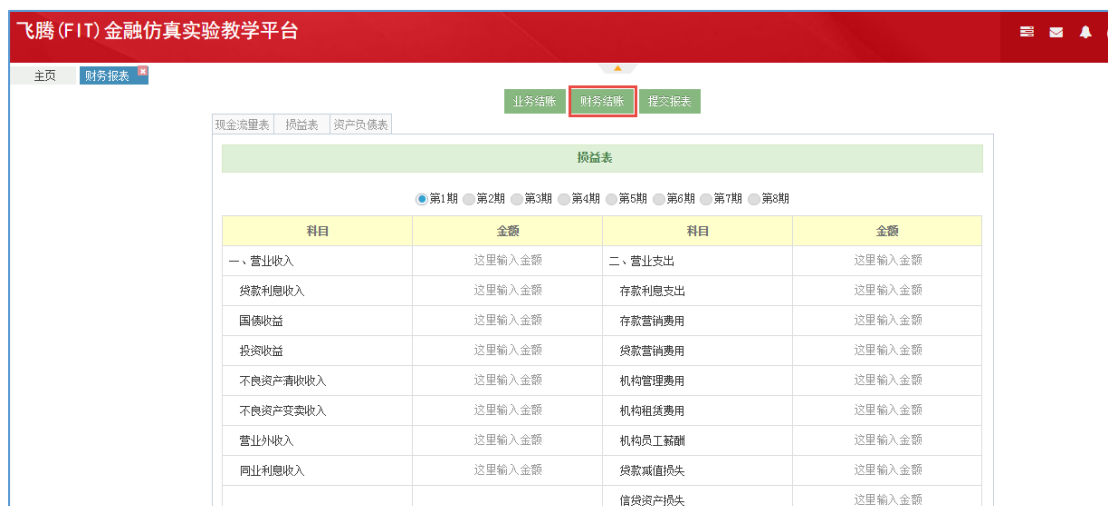 飞腾(FIT)金融仿真实验教学平台
主页 财务报表
业务结账 财务结账 提交报表
现金流量表 损益表 资产负债表
损益表
第1期 第2期 第3期 第4期 第5期 第6期 第7期 第8期
科目 金额 科目 金额
一、营业收入 这里输入金额 二、营业支出 这里输入金额
贷款利息收入 这里输入金额 存款利息支出 这里输入金额
国债收益 这里输入金额 存款营销费用 这里输入金额
投资收益 这里输入金额 贷款营销费用 这里输入金额
不良资产清收收入 这里输入金额 机构管理费用 这里输入金额
不良资产变卖收入 这里输入金额 机构租赁费用 这里输入金额
营业外收入 这里输入金额 机构员工薪酬 这里输入金额
同业利息收入 这里输入金额 贷款减值损失 这里输入金额
信贷资产损失 这里输入金额